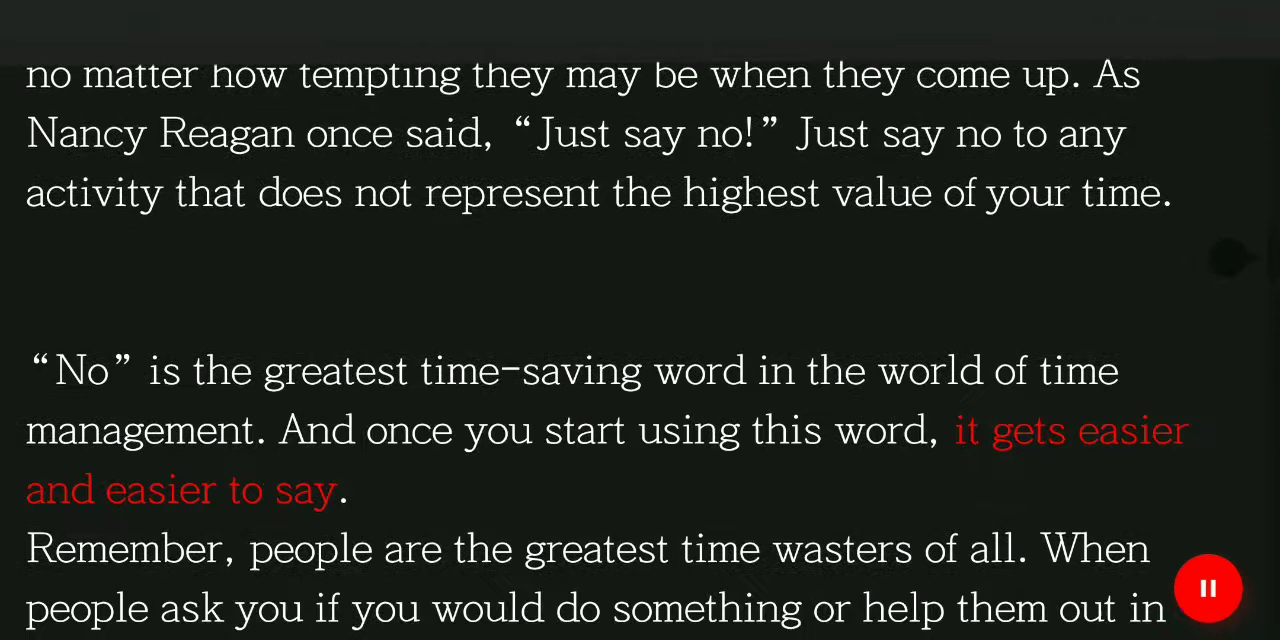 no matter how tempting they may be when they come up. As
Nancy Reagan once said, “Just say no!” Just say no to any
activity that does not represent the highest value of your time.
“No” is the greatest time-saving word in the world of time
management. And once you start using this word, it gets easier
and easier to say.
Remember, people are the greatest time wasters of all. When
people ask you if you would do something or help them out in